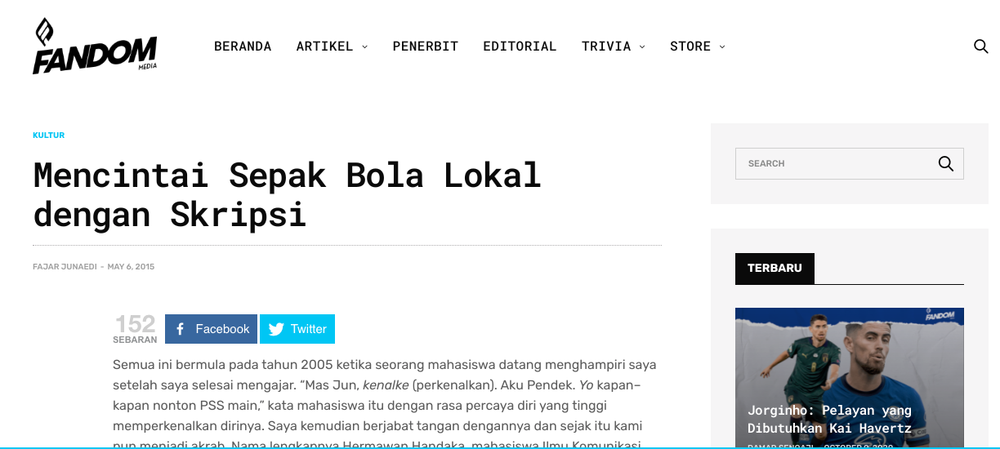 FANDOM
MEDIA
BERANDA ARTIKEL PENERBIT EDITORIAL TRIVIA STORE
KULTUR
Mencintai Sepak Bola Lokal
dengan Skripsi
FAJAR JUNAEDI - MAY 6, 2015
152
SEBARAN
Facebook
Twitter
Semua ini bermula pada tahun 2005 ketika seorang mahasiswa datang menghampiri saya
setelah saya selesai mengajar. “Mas Jun, kenalke (perkenalkan). Aku Pendek. Yo kapan–
kapan nonton PSS main,” kata mahasiswa itu dengan rasa percaya diri yang tinggi
memperkenalkan dirinya. Saya kemudian berjabat tangan dengannya dan sejak itu kami
pun menjadi akrab. Nama lengkapnya Hermawan Handaka, mahasiswa Ilmu Komunikasi
SEARCH
TERBARU
FANDOM
Jorginho: Pelayan yang
Dibutuhkan Kai Havertz